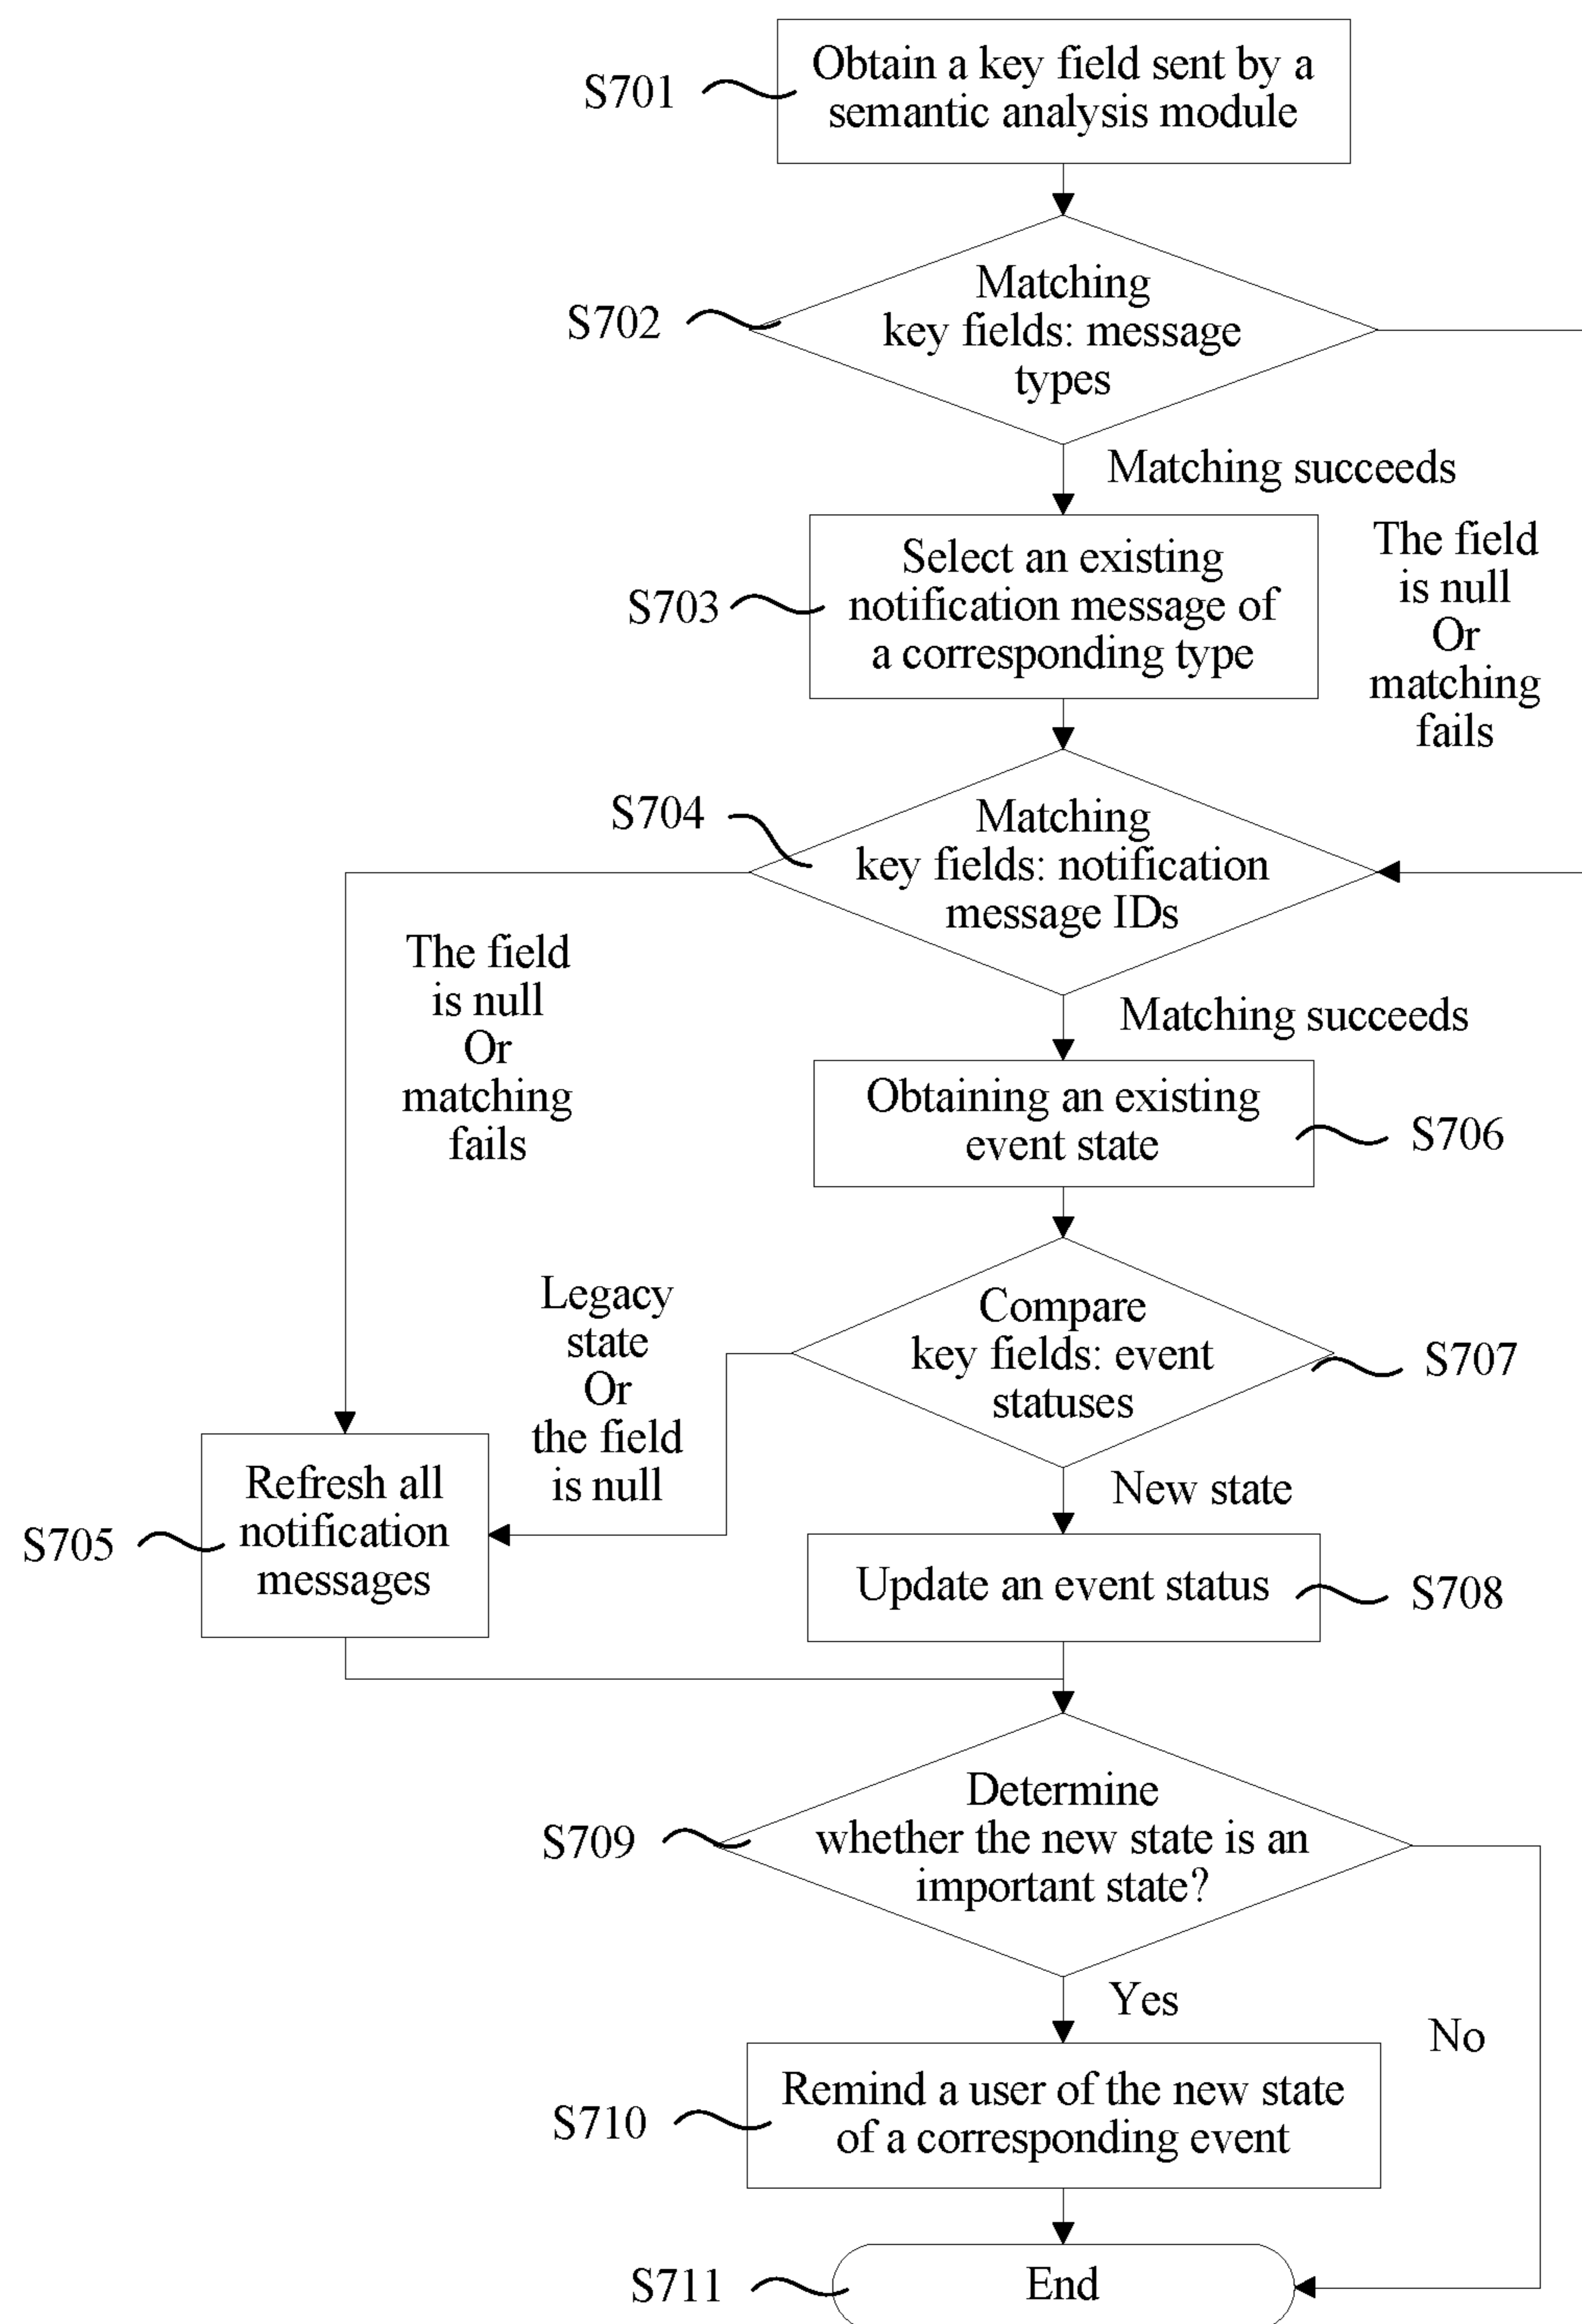 S701
Obtain a key field sent by a
semantic analysis module
S702
Matching
key fields: message
types
Matching succeeds
S703
Select an existing
notification message of
a corresponding type
The field
is null
Or
matching
fails
S704
Matching
key fields: notification
message IDs
The field
is null
Or
matching
fails
Matching succeeds
Obtaining an existing
event state
S706
Legacy
state
Or
the field
is null
Compare
key fields: event
statuses
S707
New state
S705
Refresh all
notification
messages
Update an event status
S708
S709
Determine
whether the new state is an
important state?
Yes
No
S710
Remind a user of the new state
of a corresponding event
S711
End